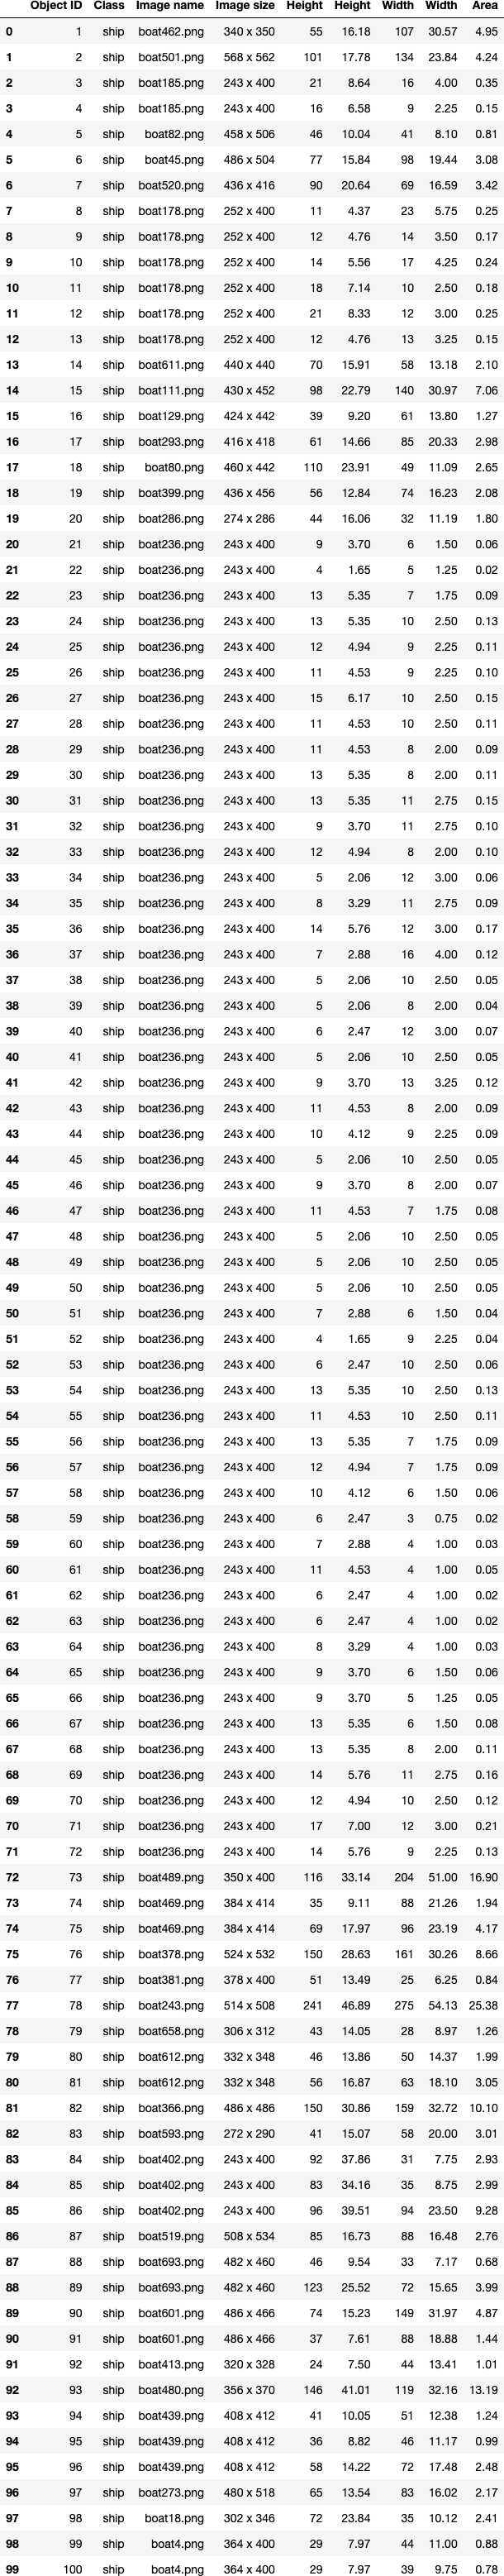 Object ID Class Image name Image size Height Height Width Width Area
0 1 ship boat462.png 340 x 350 55 16.18 107 30.57 4.95
1 2 ship boat501.png 568 x 562 101 17.78 134 23.84 4.24
2 3 ship boat185.png 243 x 400 21 8.64 16 4.00 0.35
3 4 ship boat185.png 243 x 400 16 6.58 9 2.25 0.15
4 5 ship boat82.png 458 x 506 46 10.04 41 8.10 0.81
5 6 ship boat45.png 486 x 504 77 15.84 98 19.44 3.08
6 7 ship boat520.png 436 x 416 90 20.64 69 16.59 3.42
7 8 ship boat178.png 252 x 400 11 4.37 23 5.75 0.25
8 9 ship boat178.png 252 x 400 12 4.76 14 3.50 0.17
9 10 ship boat178.png 252 x 400 14 5.56 17 4.25 0.24
10 11 ship boat178.png 252 x 400 18 7.14 10 2.50 0.18
11 12 ship boat178.png 252 x 400 21 8.33 12 3.00 0.25
12 13 ship boat178.png 252 x 400 12 4.76 13 3.25 0.15
13 14 ship boat611.png 440 x 440 70 15.91 58 13.18 2.10
14 15 ship boat111.png 430 x 452 98 22.79 140 30.97 7.06
15 16 ship boat129.png 424 x 442 39 9.20 61 13.80 1.27
16 17 ship boat293.png 416 x 418 61 14.66 85 20.33 2.98
17 18 ship boat80.png 460 x 442 110 23.91 49 11.09 2.65
18 19 ship boat399.png 436 x 456 56 12.84 74 16.23 2.08
19 20 ship boat286.png 274 x 286 44 16.06 32 11.19 1.80
20 21 ship boat236.png 243 x 400 9 3.70 6 1.50 0.06
21 22 ship boat236.png 243 x 400 4 1.65 5 1.25 0.02
22 23 ship boat236.png 243 x 400 13 5.35 7 1.75 0.09
23 24 ship boat236.png 243 x 400 13 5.35 10 2.50 0.13
24 25 ship boat236.png 243 x 400 12 4.94 9 2.25 0.11
25 26 ship boat236.png 243 x 400 11 4.53 9 2.25 0.10
26 27 ship boat236.png 243 x 400 15 6.17 10 2.50 0.15
27 28 ship boat236.png 243 x 400 11 4.53 10 2.50 0.11
28 29 ship boat236.png 243 x 400 11 4.53 8 2.00 0.09
29 30 ship boat236.png 243 x 400 13 5.35 8 2.00 0.11
30 31 ship boat236.png 243 x 400 13 5.35 11 2.75 0.15
31 32 ship boat236.png 243 x 400 9 3.70 11 2.75 0.10
32 33 ship boat236.png 243 x 400 12 4.94 8 2.00 0.10
33 34 ship boat236.png 243 x 400 5 2.06 12 3.00 0.06
34 35 ship boat236.png 243 x 400 8 3.29 11 2.75 0.09
35 36 ship boat236.png 243 x 400 14 5.76 12 3.00 0.17
36 37 ship boat236.png 243 x 400 7 2.88 16 4.00 0.12
37 38 ship boat236.png 243 x 400 5 2.06 10 2.50 0.05
38 39 ship boat236.png 243 x 400 5 2.06 8 2.00 0.04
39 40 ship boat236.png 243 x 400 6 2.47 12 3.00 0.07
40 41 ship boat236.png 243 x 400 5 2.06 10 2.50 0.05
41 42 ship boat236.png 243 x 400 9 3.70 13 3.25 0.12
42 43 ship boat236.png 243 x 400 11 4.53 8 2.00 0.09
43 44 ship boat236.png 243 x 400 10 4.12 9 2.25 0.09
44 45 ship boat236.png 243 x 400 5 2.06 10 2.50 0.05
45 46 ship boat236.png 243 x 400 9 3.70 8 2.00 0.07
46 47 ship boat236.png 243 x 400 11 4.53 7 1.75 0.08
47 48 ship boat236.png 243 x 400 5 2.06 10 2.50 0.05
48 49 ship boat236.png 243 x 400 5 2.06 10 2.50 0.05
49 50 ship boat236.png 243 x 400 5 2.06 10 2.50 0.05
50 51 ship boat236.png 243 x 400 7 2.88 6 1.50 0.04
51 52 ship boat236.png 243 x 400 4 1.65 9 2.25 0.04
52 53 ship boat236.png 243 x 400 6 2.47 10 2.50 0.06
53 54 ship boat236.png 243 x 400 13 5.35 10 2.50 0.13
54 55 ship boat236.png 243 x 400 11 4.53 10 2.50 0.11
55 56 ship boat236.png 243 x 400 13 5.35 7 1.75 0.09
56 57 ship boat236.png 243 x 400 12 4.94 7 1.75 0.09
57 58 ship boat236.png 243 x 400 10 4.12 6 1.50 0.06
58 59 ship boat236.png 243 x 400 6 2.47 3 0.75 0.02
59 60 ship boat236.png 243 x 400 7 2.88 4 1.00 0.03
60 61 ship boat236.png 243 x 400 11 4.53 4 1.00 0.05
61 62 ship boat236.png 243 x 400 6 2.47 4 1.00 0.02
62 63 ship boat236.png 243 x 400 6 2.47 4 1.00 0.02
63 64 ship boat236.png 243 x 400 8 3.29 4 1.00 0.03
64 65 ship boat236.png 243 x 400 9 3.70 6 1.50 0.06
65 66 ship boat236.png 243 x 400 9 3.70 5 1.25 0.05
66 67 ship boat236.png 243 x 400 13 5.35 6 1.50 0.08
67 68 ship boat236.png 243 x 400 13 5.35 8 2.00 0.11
68 69 ship boat236.png 243 x 400 14 5.76 11 2.75 0.16
69 70 ship boat236.png 243 x 400 12 4.94 10 2.50 0.12
70 71 ship boat236.png 243 x 400 17 7.00 12 3.00 0.21
71 72 ship boat236.png 243 x 400 14 5.76 9 2.25 0.13
72 73 ship boat489.png 350 x 400 116 33.14 204 51.00 16.90
73 74 ship boat469.png 384 x 414 35 9.11 88 21.26 1.94
74 75 ship boat469.png 384 x 414 69 17.97 96 23.19 4.17
75 76 ship boat378.png 524 x 532 150 28.63 161 30.26 8.66
76 77 ship boat381.png 378 x 400 51 13.49 25 6.25 0.84
77 78 ship boat243.png 514 x 508 241 46.89 275 54.13 25.38
78 79 ship boat658.png 306 x 312 43 14.05 28 8.97 1.26
79 80 ship boat612.png 332 x 348 46 13.86 50 14.37 1.99
80 81 ship boat612.png 332 x 348 56 16.87 63 18.10 3.05
81 82 ship boat366.png 486 x 486 150 30.86 159 32.72 10.10
82 83 ship boat593.png 272 x 290 41 15.07 58 20.00 3.01
83 84 ship boat402.png 243 x 400 92 37.86 31 7.75 2.93
84 85 ship boat402.png 243 x 400 83 34.16 35 8.75 2.99
85 86 ship boat402.png 243 x 400 96 39.51 94 23.50 9.28
86 87 ship boat519.png 508 x 534 85 16.73 88 16.48 2.76
87 88 ship boat693.png 482 x 460 46 9.54 33 7.17 0.68
88 89 ship boat693.png 482 x 460 123 25.52 72 15.65 3.99
89 90 ship boat601.png 486 x 466 74 15.23 149 31.97 4.87
90 91 ship boat601.png 486 x 466 37 7.61 88 18.88 1.44
91 92 ship boat413.png 320 x 328 24 7.50 44 13.41 1.01
92 93 ship boat480.png 356 x 370 146 41.01 119 32.16 13.19
93 94 ship boat439.png 408 x 412 41 10.05 51 12.38 1.24
94 95 ship boat439.png 408 x 412 36 8.82 46 11.17 0.99
95 96 ship boat439.png 408 x 412 58 14.22 72 17.48 2.48
96 97 ship boat273.png 480 x 518 65 13.54 83 16.02 2.17
97 98 ship boat18.png 302 x 346 72 23.84 35 10.12 2.41
98 99 ship boat4.png 364 x 400 29 7.97 44 11.00 0.88
99 100 ship boat4.png 364 x 400 29 7.97 39 9.75 0.78